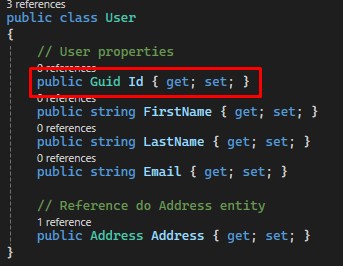 3 references
public class User
{
// User properties
0 references
public Guid Id { get; set; }
0 references
public string FirstName { get; set; }
0 references
public string LastName { get; set; }
0 references
public string Email { get; set; }
// Reference do Address entity
1 reference
public Address Address { get; set; }
}